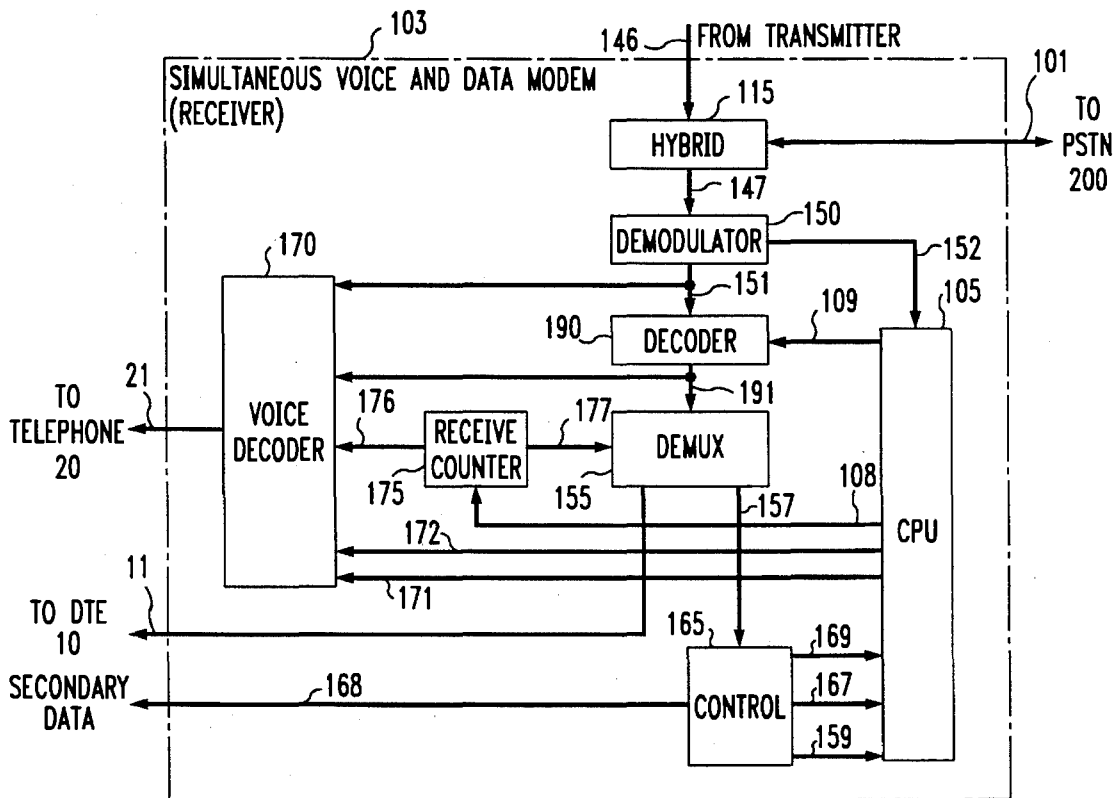 103
146
FROM TRANSMITTER
SIMULTANEOUS VOICE AND DATA MODEM
(RECEIVER)
115
101
TO
PSTN
200
HYBRID
147
150
DEMODULATOR
152
170
151
105
109
190
DECODER
191
TO
TELEPHONE
20
21
VOICE
DECODER
176
RECEIVE
COUNTER
175
177
DEMUX
155
157
108
CPU
172
171
11
TO DTE
10
165
169
SECONDARY
DATA
168
CONTROL
167
159